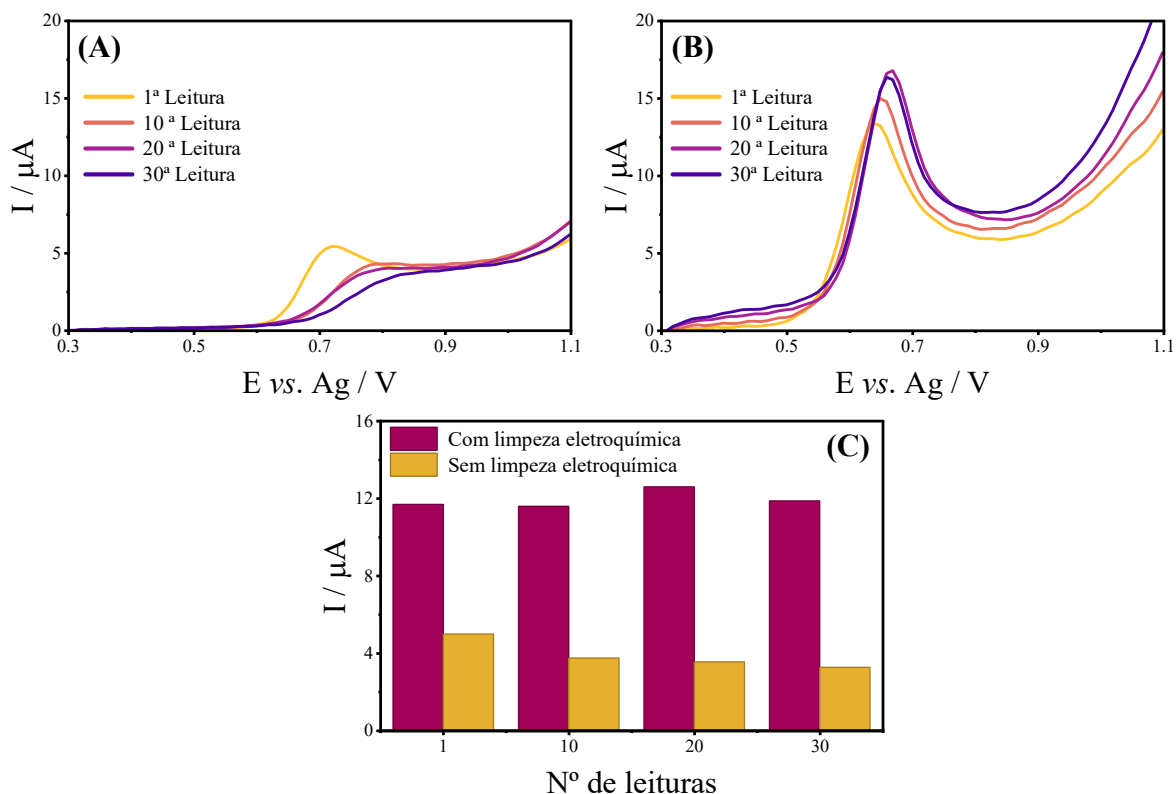 (A)
20
15
10
5
0
I / µA
1ª Leitura
10 ª Leitura
20 ª Leitura
30ª Leitura
0.3 0.5 0.7 0.9 1.1
E vs. Ag / V
(B)
20
15
10
5
0
I / µA
1ª Leitura
10 ª Leitura
20 ª Leitura
30ª Leitura
0.3 0.5 0.7 0.9 1.1
E vs. Ag / V
(C)
16
12
8
4
0
I / µA
Com limpeza eletroquímica
Sem limpeza eletroquímica
1 10 20 30
Nº de leituras